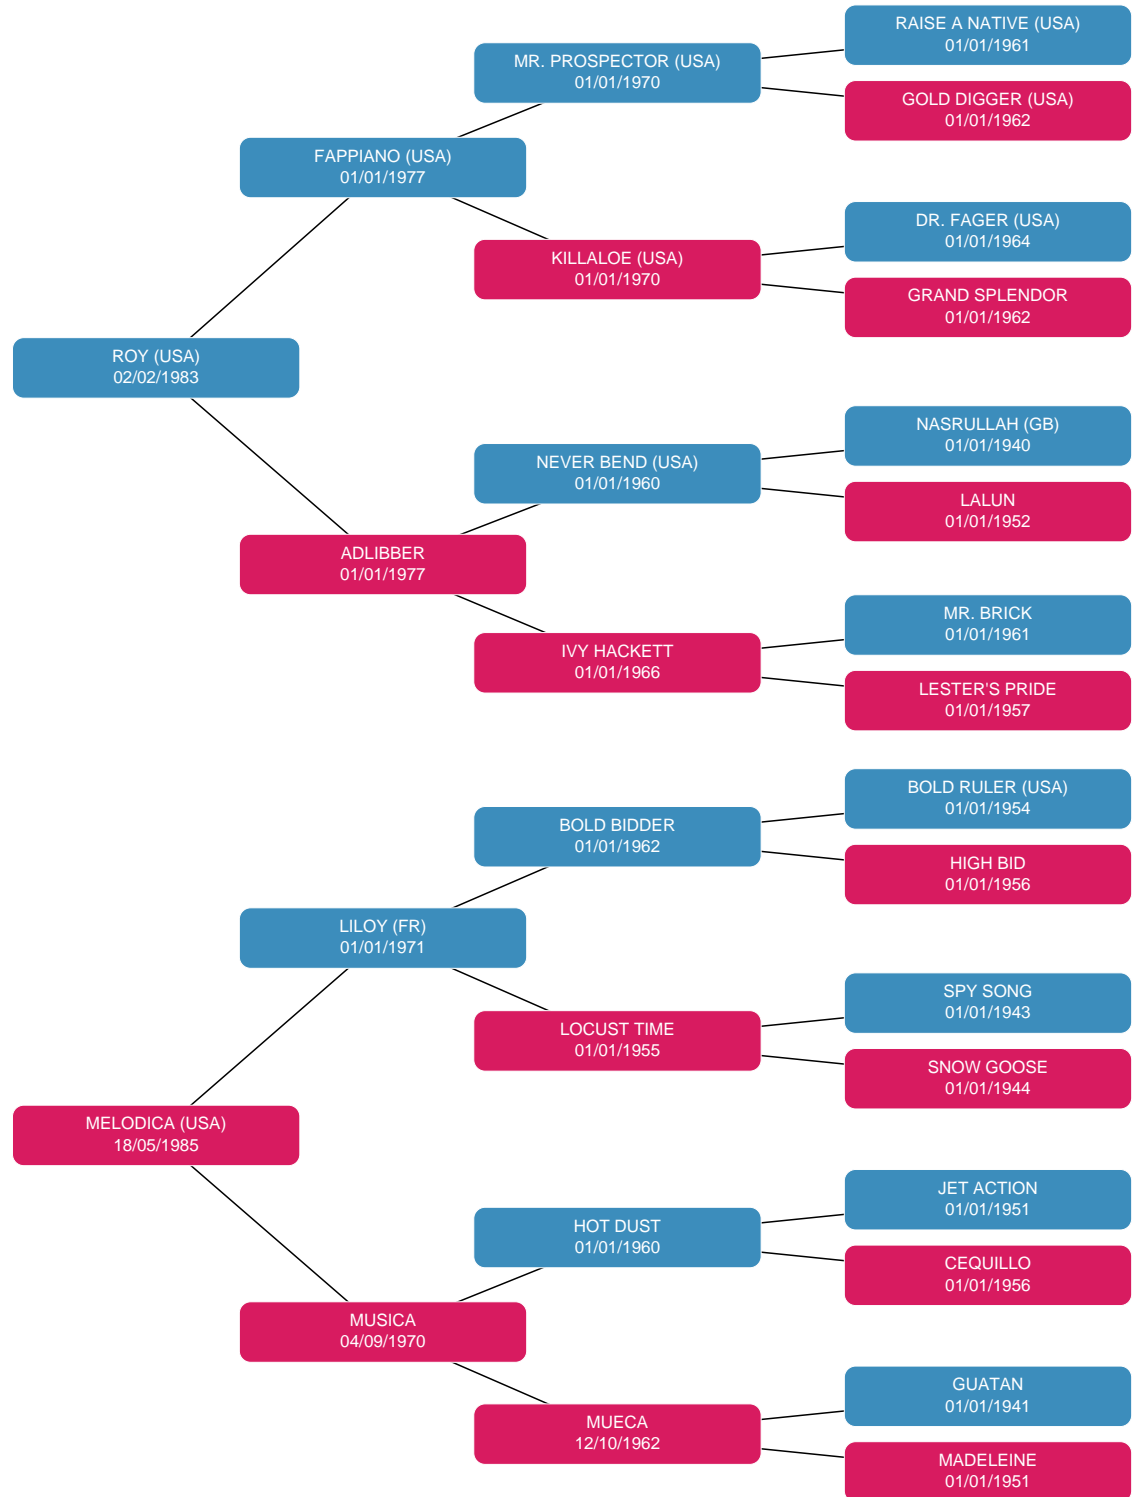 RAISE A NATIVE (USA)
01/01/1961
MR. PROSPECTOR (USA)
01/01/1970
GOLD DIGGER (USA)
01/01/1962
FAPPIANO (USA)
01/01/1977
DR. FAGER (USA)
01/01/1964
KILLALOE (USA)
01/01/1970
GRAND SPLENDOR
01/01/1962
ROY (USA)
02/02/1983
NASRULLAH (GB)
01/01/1940
NEVER BEND (USA)
01/01/1960
LALUN
01/01/1952
ADLIBBER
01/01/1977
MR. BRICK
01/01/1961
IVY HACKETT
01/01/1966
LESTER'S PRIDE
01/01/1957
BOLD RULER (USA)
01/01/1954
BOLD BIDDER
01/01/1962
HIGH BID
01/01/1956
LILOY (FR)
01/01/1971
SPY SONG
01/01/1943
LOCUST TIME
01/01/1955
SNOW GOOSE
01/01/1944
MELODICA (USA)
18/05/1985
JET ACTION
01/01/1951
HOT DUST
01/01/1960
CEQUILLO
01/01/1956
MUSICA
04/09/1970
GUATAN
01/01/1941
MUECA
12/10/1962
MADELEINE
01/01/1951